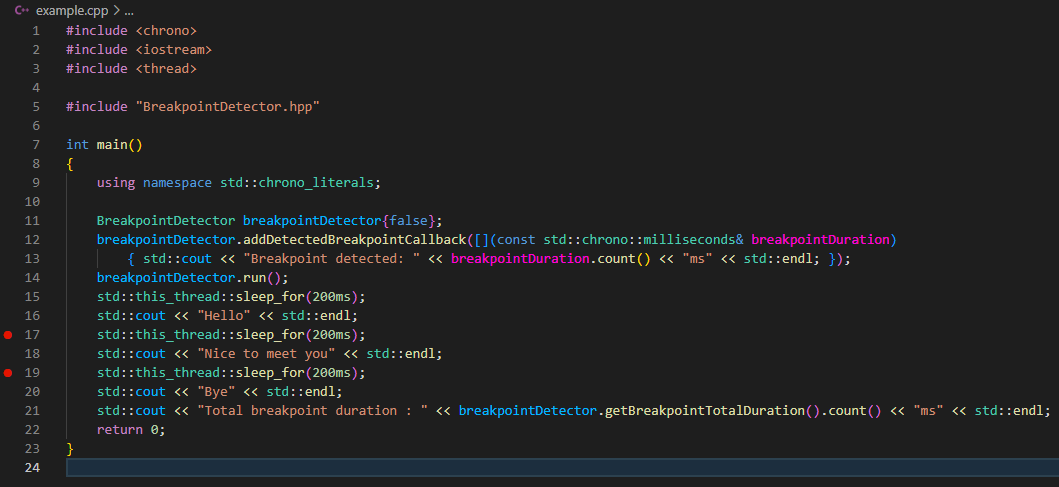 example.cpp > ...
1 #include <chrono>
2 #include <iostream>
3 #include <thread>
4
5 #include "BreakpointDetector.hpp"
6
7 int main()
8 {
9     using namespace std::chrono_literals;
10
11     BreakpointDetector breakpointDetector{false};
12     breakpointDetector.addDetectedBreakpointCallback([](const std::chrono::milliseconds& breakpointDuration)
13         { std::cout << "Breakpoint detected: " << breakpointDuration.count() << "ms" << std::endl; });
14     breakpointDetector.run();
15     std::this_thread::sleep_for(200ms);
16     std::cout << "Hello" << std::endl;
17     std::this_thread::sleep_for(200ms);
18     std::cout << "Nice to meet you" << std::endl;
19     std::this_thread::sleep_for(200ms);
20     std::cout << "Bye" << std::endl;
21     std::cout << "Total breakpoint duration : " << breakpointDetector.getBreakpointTotalDuration().count() << "ms" << std::endl;
22     return 0;
23 }
24